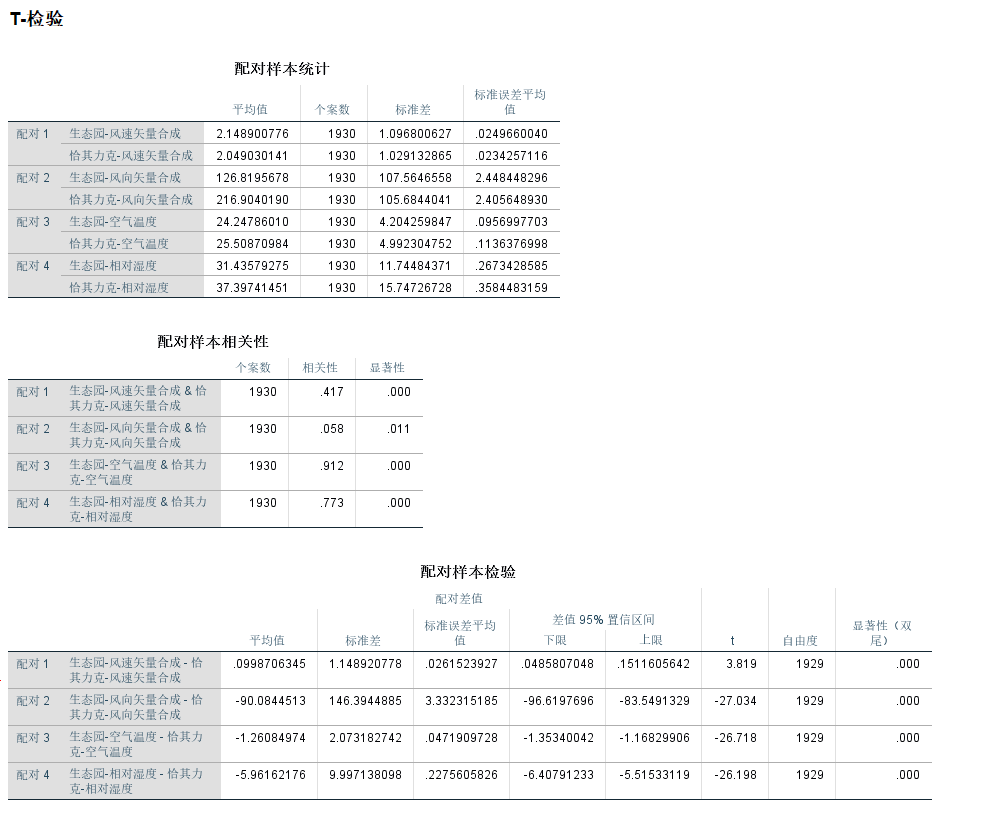 T-检验
配对样本统计
平均值 个案数 标准差 标准误差平均
值
配对 1 生态园-风速矢量合成 2.148900776 1930 1.096800627 .0249660040
恰其力克-风速矢量合成 2.049030141 1930 1.029132865 .0234257116
配对 2 生态园-风向矢量合成 126.8195678 1930 107.5646558 2.448448296
恰其力克-风向矢量合成 216.9040190 1930 105.6844041 2.405648930
配对 3 生态园-空气温度 24.24786010 1930 4.204259847 .0956997703
恰其力克-空气温度 25.50870984 1930 4.992304752 .1136376998
配对 4 生态园-相对湿度 31.43579275 1930 11.74484371 .2673428585
恰其力克-相对湿度 37.39741451 1930 15.74726728 .3584483159
配对样本相关性
个案数 相关性 显著性
配对 1 生态园-风速矢量合成 & 恰 1930 .417 .000
其力克-风速矢量合成
配对 2 生态园-风向矢量合成 & 恰 1930 .058 .011
其力克-风向矢量合成
配对 3 生态园-空气温度 & 恰其力 1930 .912 .000
克-空气温度
配对 4 生态园-相对湿度 & 恰其力 1930 .773 .000
克-相对湿度
配对样本检验
配对差值
标准误差平均 差值 95% 置信区间 显著性（双
平均值 标准差 值 下限 上限 t 自由度 尾）
配对 1 生态园-风速矢量合成 - 恰 .0998706345 1.148920778 .0261523927 .0485807048 .1511605642 3.819 1929 .000
其力克-风速矢量合成
配对 2 生态园-风向矢量合成 - 恰 -90.0844513 146.3944885 3.332315185 -96.6197696 -83.5491329 -27.034 1929 .000
其力克-风向矢量合成
配对 3 生态园-空气温度 - 恰其力 -1.26084974 2.073182742 .0471909728 -1.35340042 -1.16829906 -26.718 1929 .000
克-空气温度
配对 4 生态园-相对湿度 - 恰其力 -5.96162176 9.997138098 .2275605826 -6.40791233 -5.51533119 -26.198 1929 .000
克-相对湿度